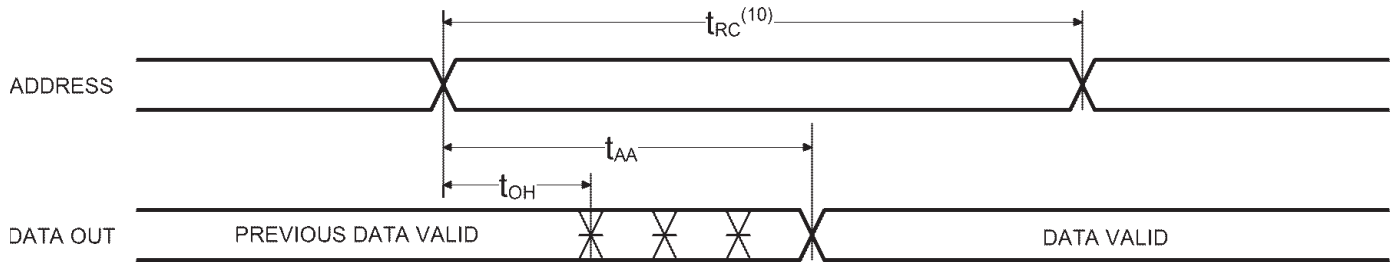 tRC(10)
ADDRESS
tAA
tOH
DATA OUT
PREVIOUS DATA VALID
DATA VALID